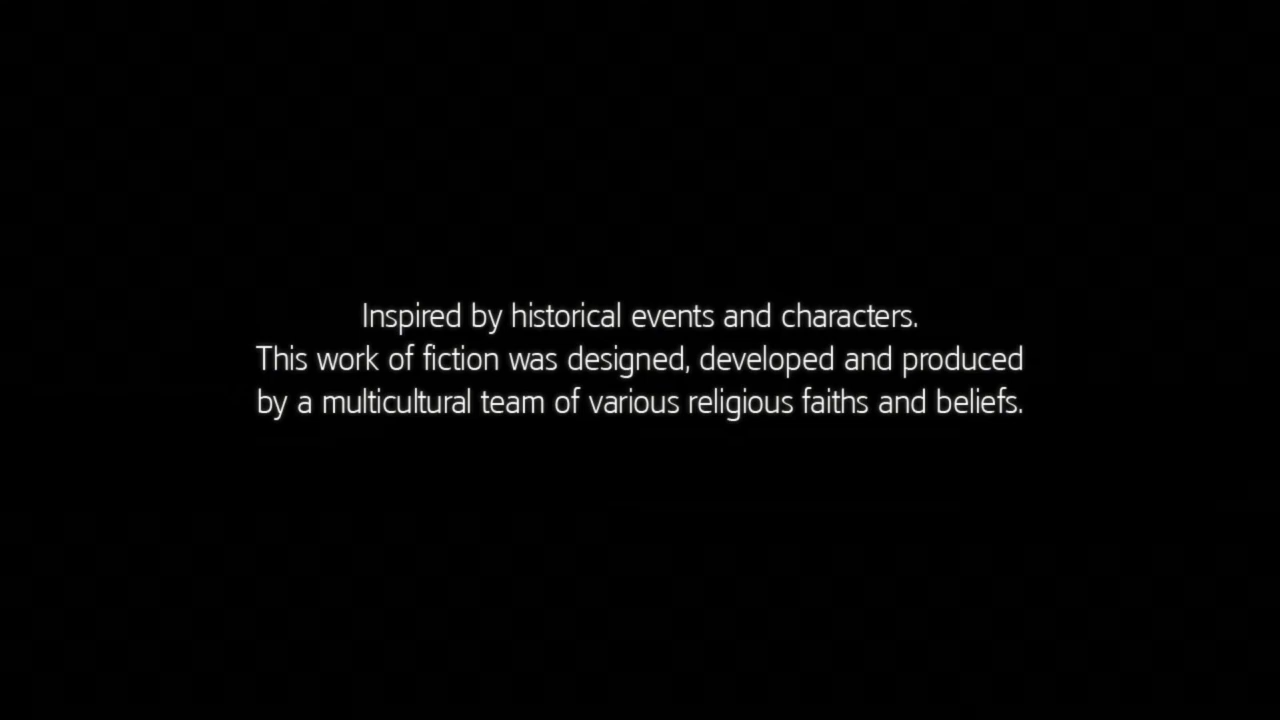 Inspired by historical events and characters.
This work of fiction was designed, developed and produced
by a multicultural team of various religious faiths and beliefs.